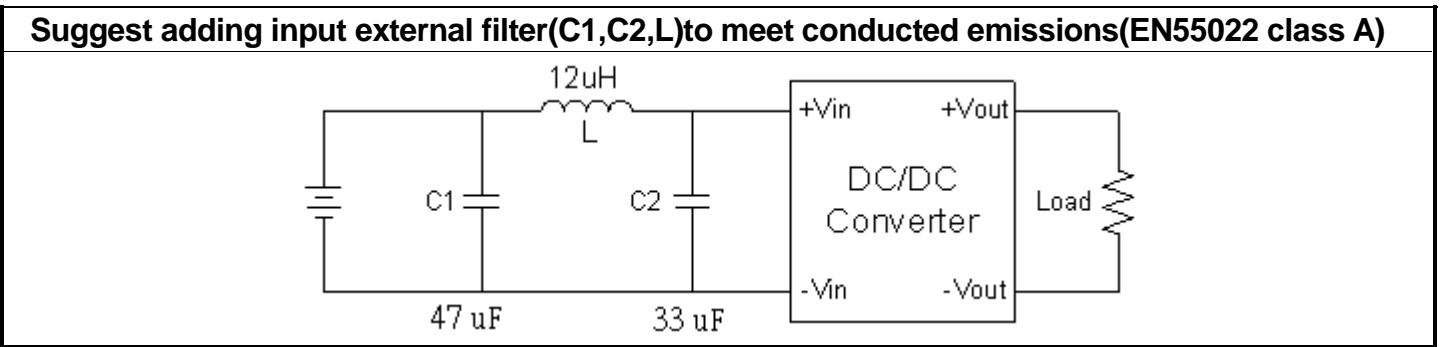 Suggest adding input external filter(C1,C2,L)to meet conducted emissions(EN55022 class A)
12uH
L
+Vin
+Vout
C1
C2
DC/DC
Converter
Load
-Vin
-Vout
47 uF
33 uF